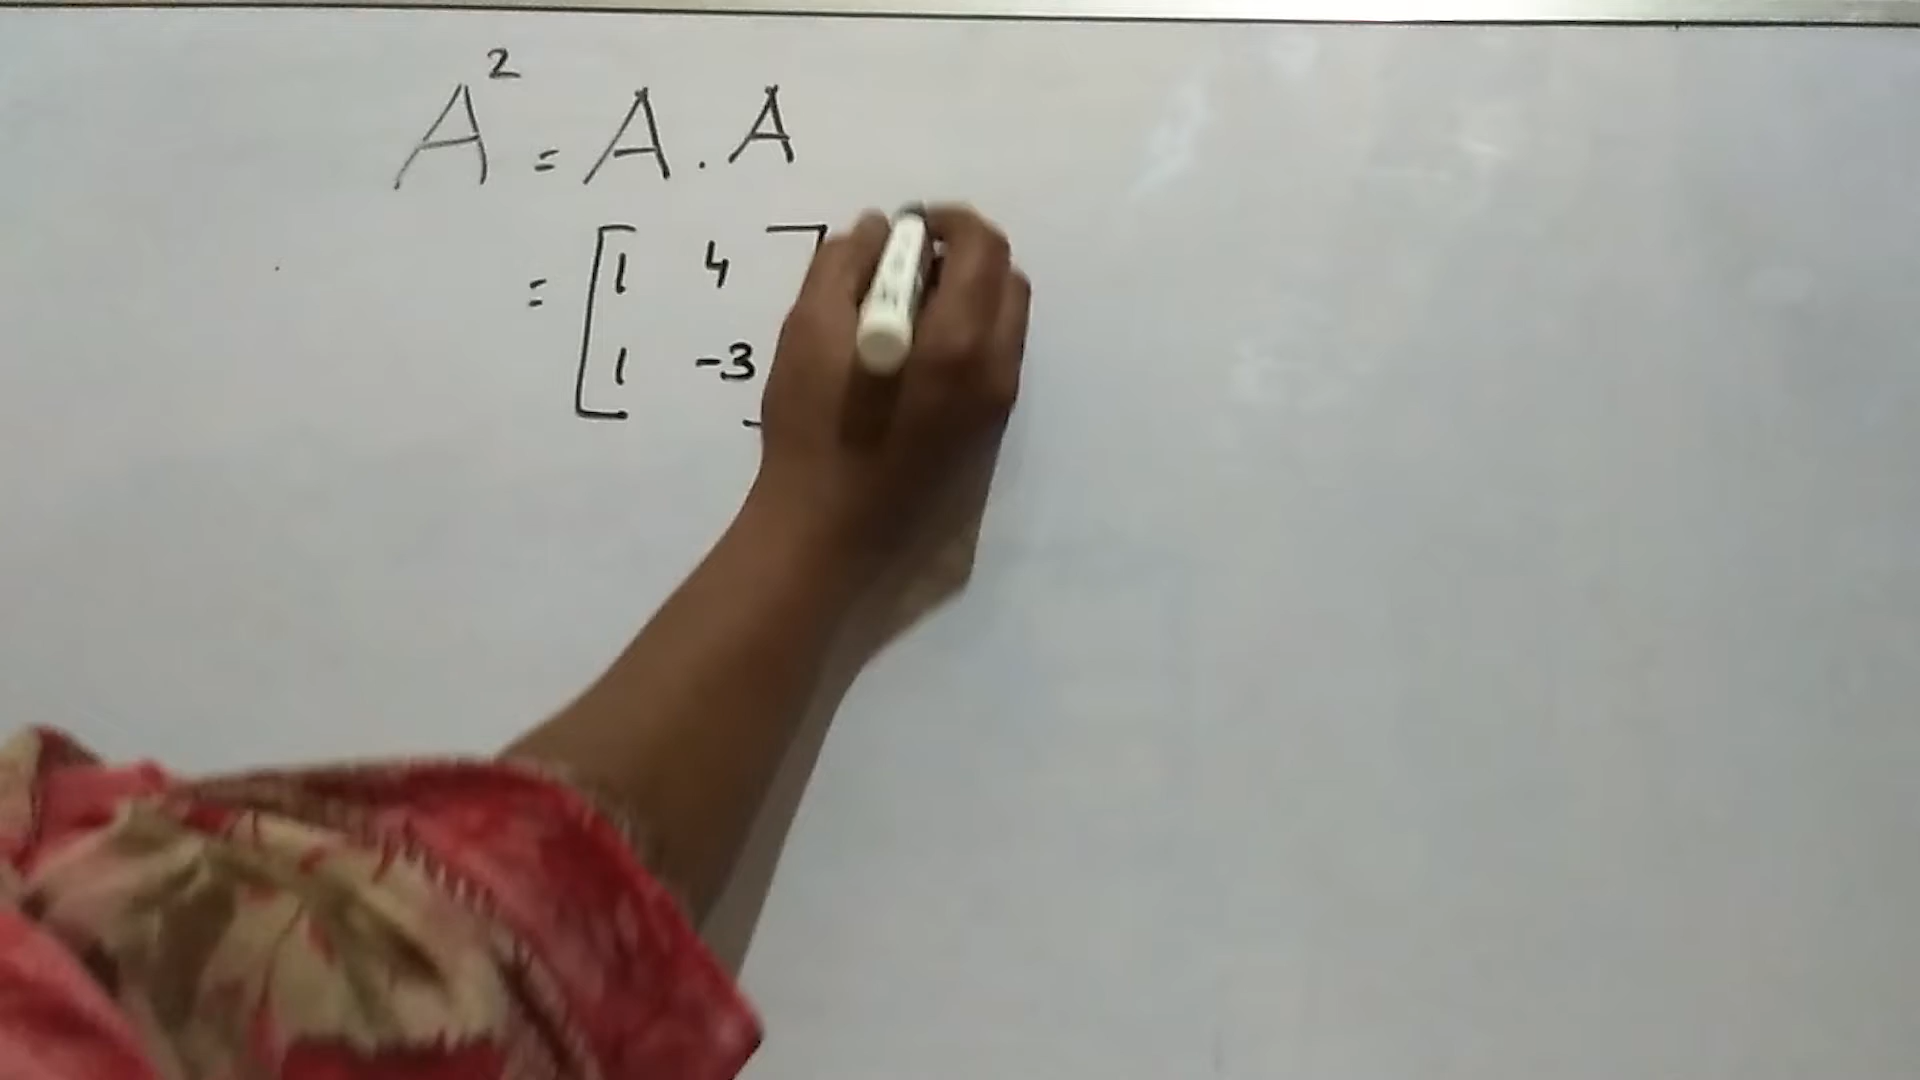 A² = A . A
= [1 4
1 -3]